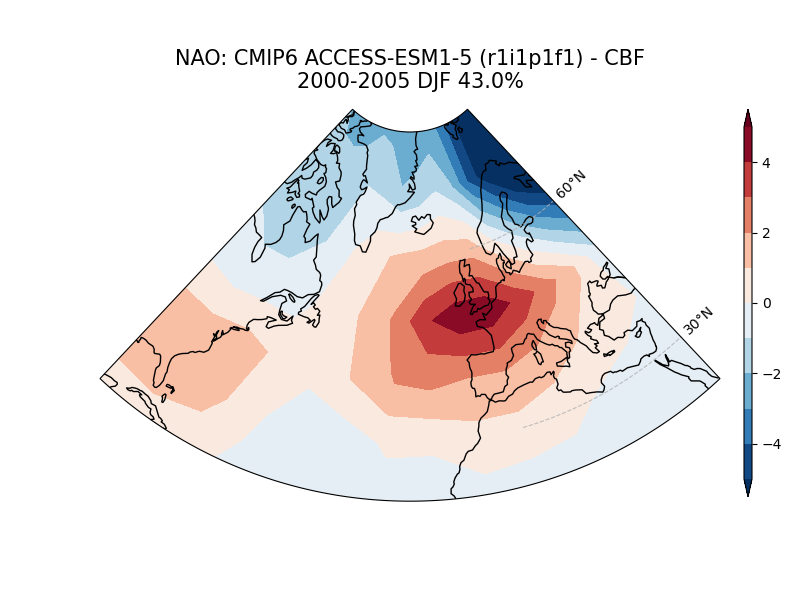 NAO: CMIP6 ACCESS-ESM1-5 (r1i1p1f1) - CBF
2000-2005 DJF 43.0%
60°N
30°N
4
2
0
−2
−4